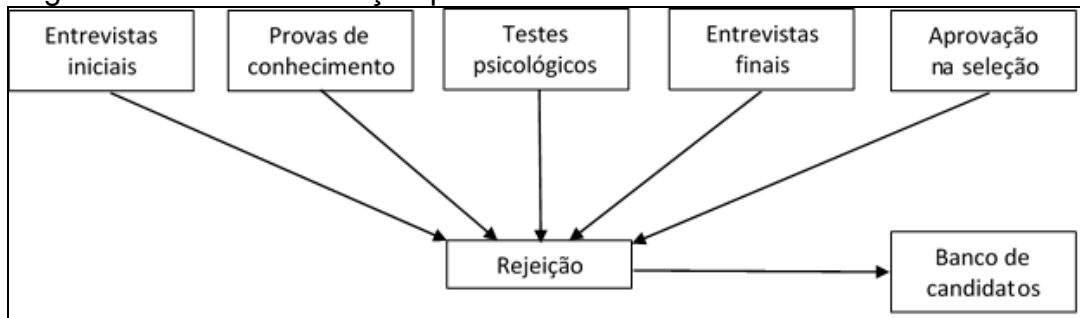 Entrevistas
iniciais
Provas de
conhecimento
Testes
psicológicos
Entrevistas
finais
Aprovação
na seleção
Rejeição
Banco de
candidatos